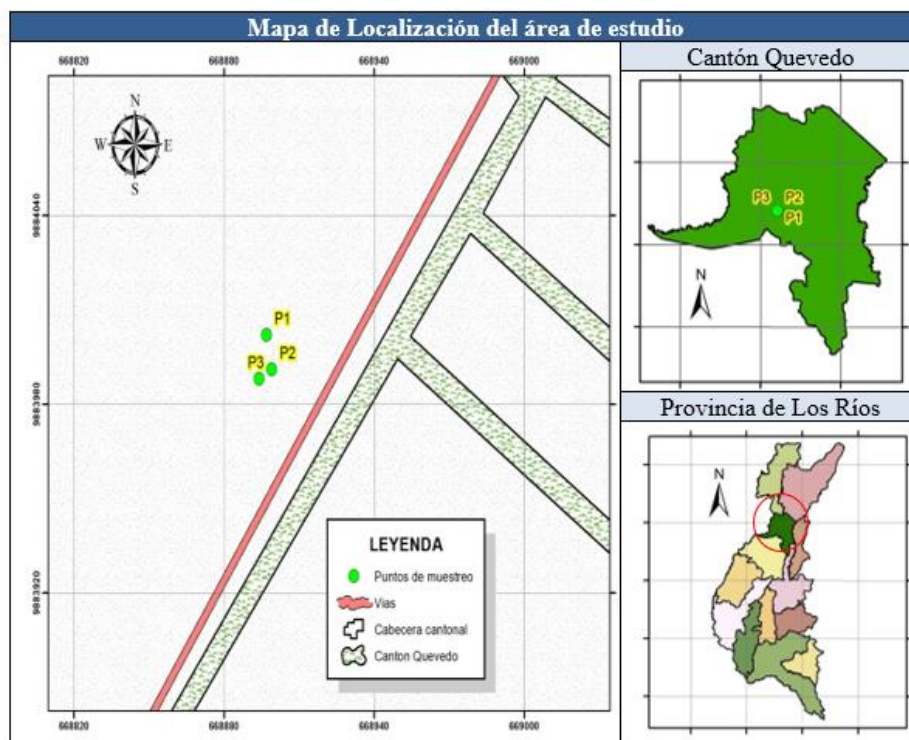 Mapa de Localización del área de estudio
668820 668880 668940 669000
N
W E
S
9884040
9883980
9883920
P1
P2
P3
LEYENDA
Puntos de muestreo
Vias
Cabecera cantonal
Canton Quevedo
668820 668880 668940 669000
Cantón Quevedo
P3 P2
P1
N
Provincia de Los Ríos
N